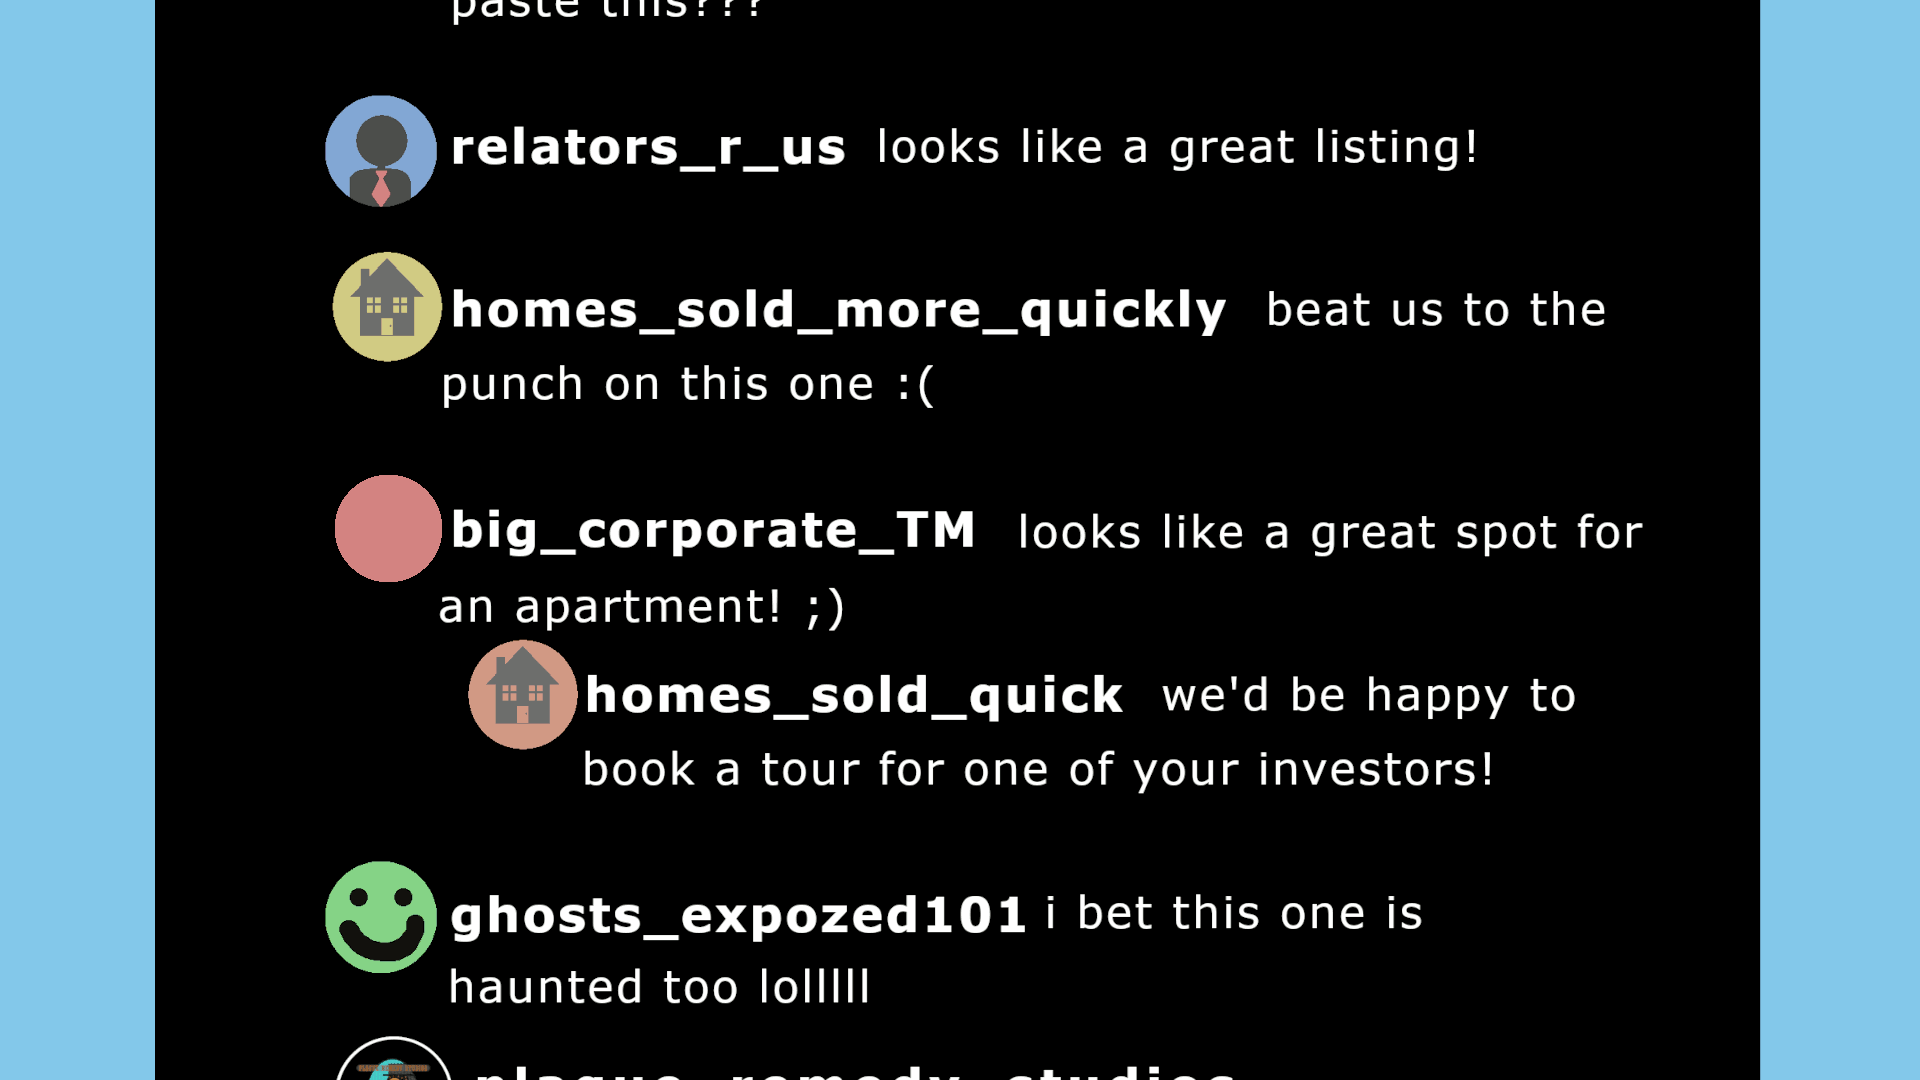 paste this???
relators_r_us looks like a great listing!
homes_sold_more_quickly beat us to the
punch on this one :(
big_corporate_TM looks like a great spot for
an apartment! ;)
homes_sold_quick we'd be happy to
book a tour for one of your investors!
ghosts_expozed101 i bet this one is
haunted too lolllll
plague_remedy_studios